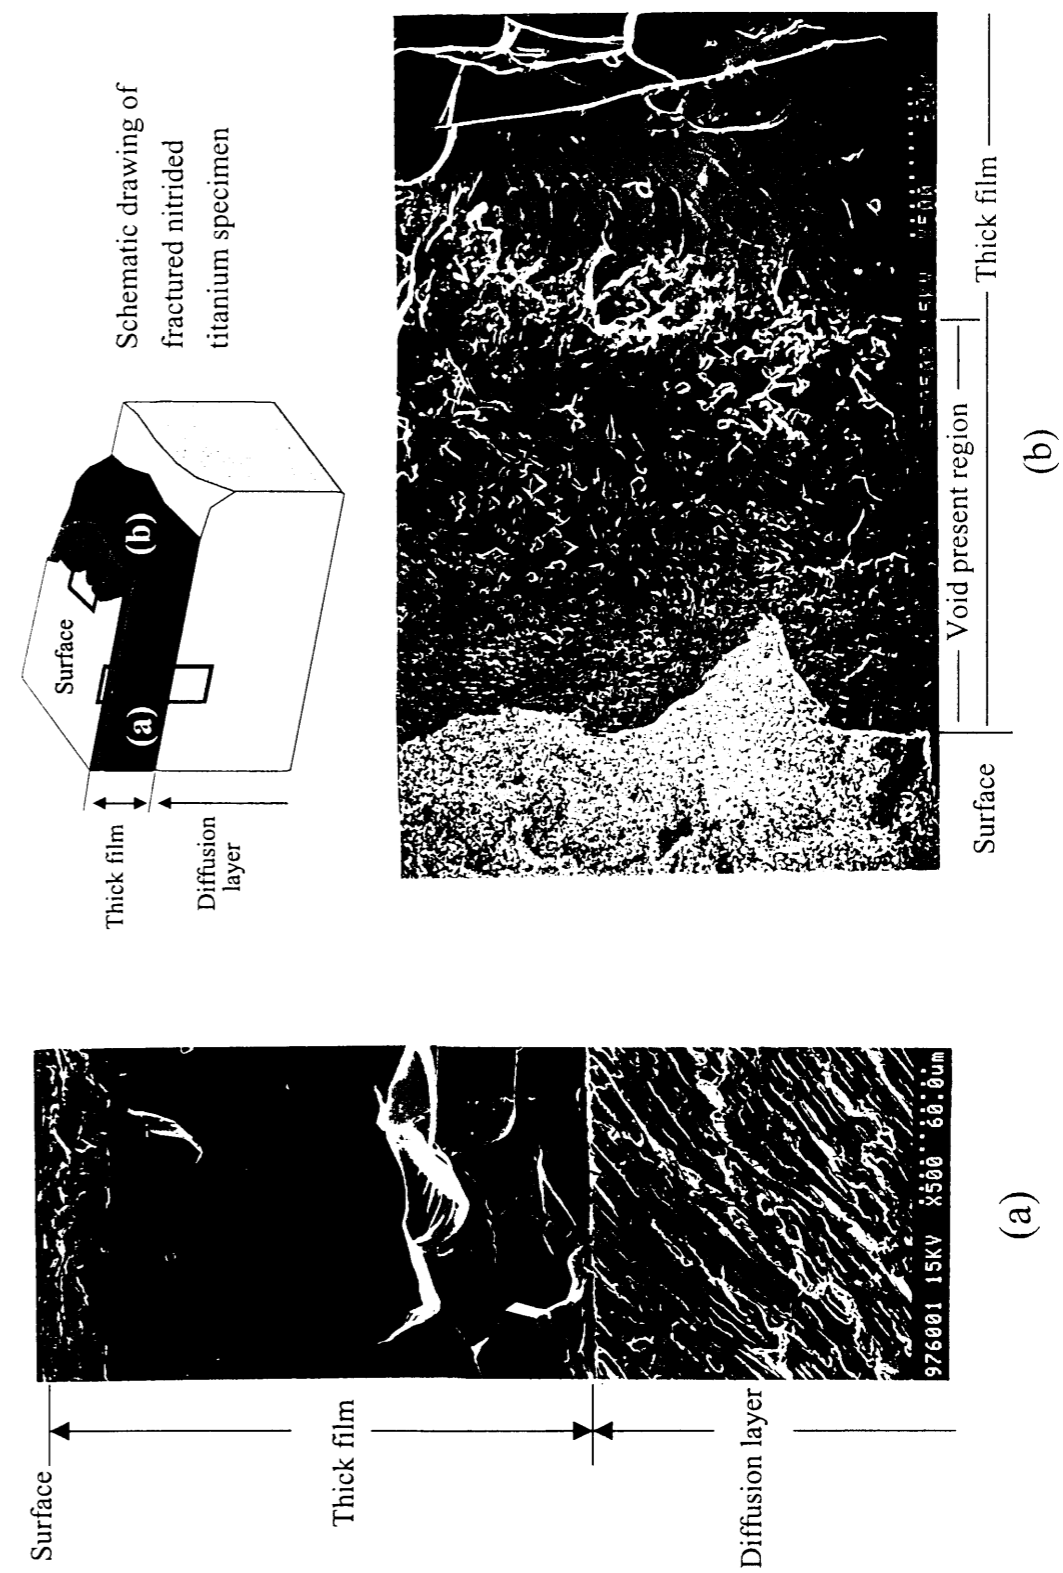 Surface
Thick film
Diffusion layer
976001 15KV X500 60.0um
(a)
Thick film
Diffusion
layer
Surface
(a)
(b)
Schematic drawing of
fractured nitrided
titanium specimen
Surface
Void present region
Thick film
(b)